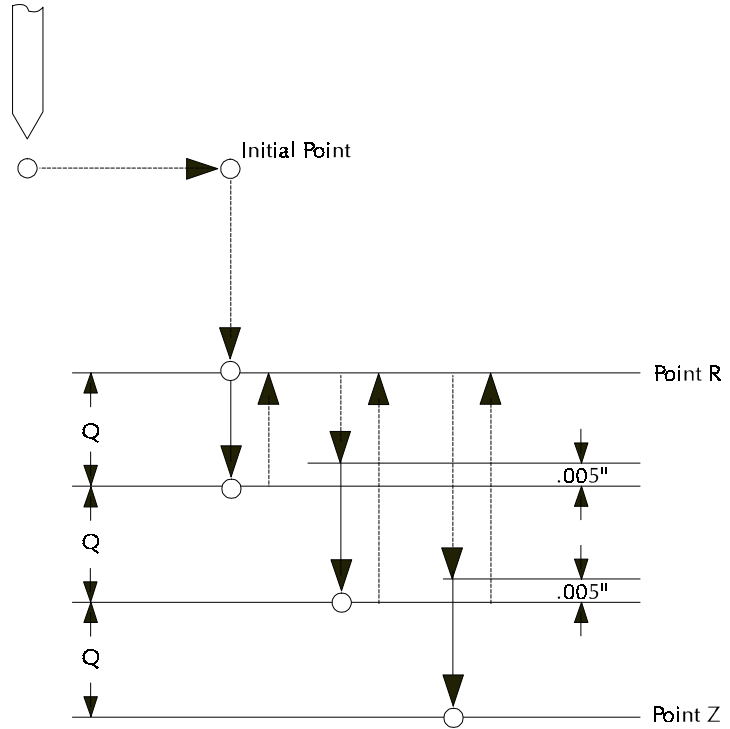 Initial Point
Point R
Q
.005"
Q
.005"
Q
Point Z